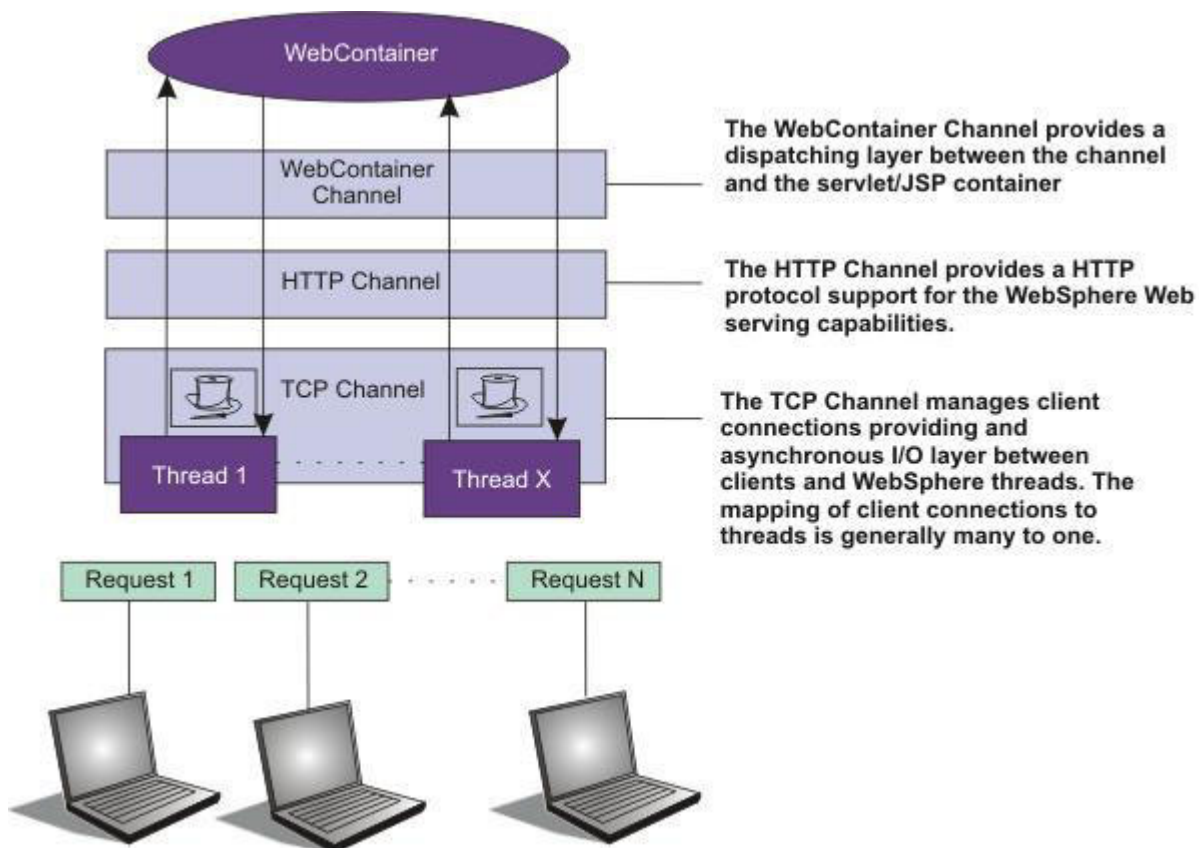 WebContainer
WebContainer
Channel
The WebContainer Channel provides a
dispatching layer between the channel
and the servlet/JSP container
HTTP Channel
The HTTP Channel provides a HTTP
protocol support for the WebSphere Web
serving capabilities.
TCP Channel
Thread 1
Thread X
The TCP Channel manages client
connections providing and
asynchronous I/O layer between
clients and WebSphere threads. The
mapping of client connections to
threads is generally many to one.
Request 1
Request 2
Request N